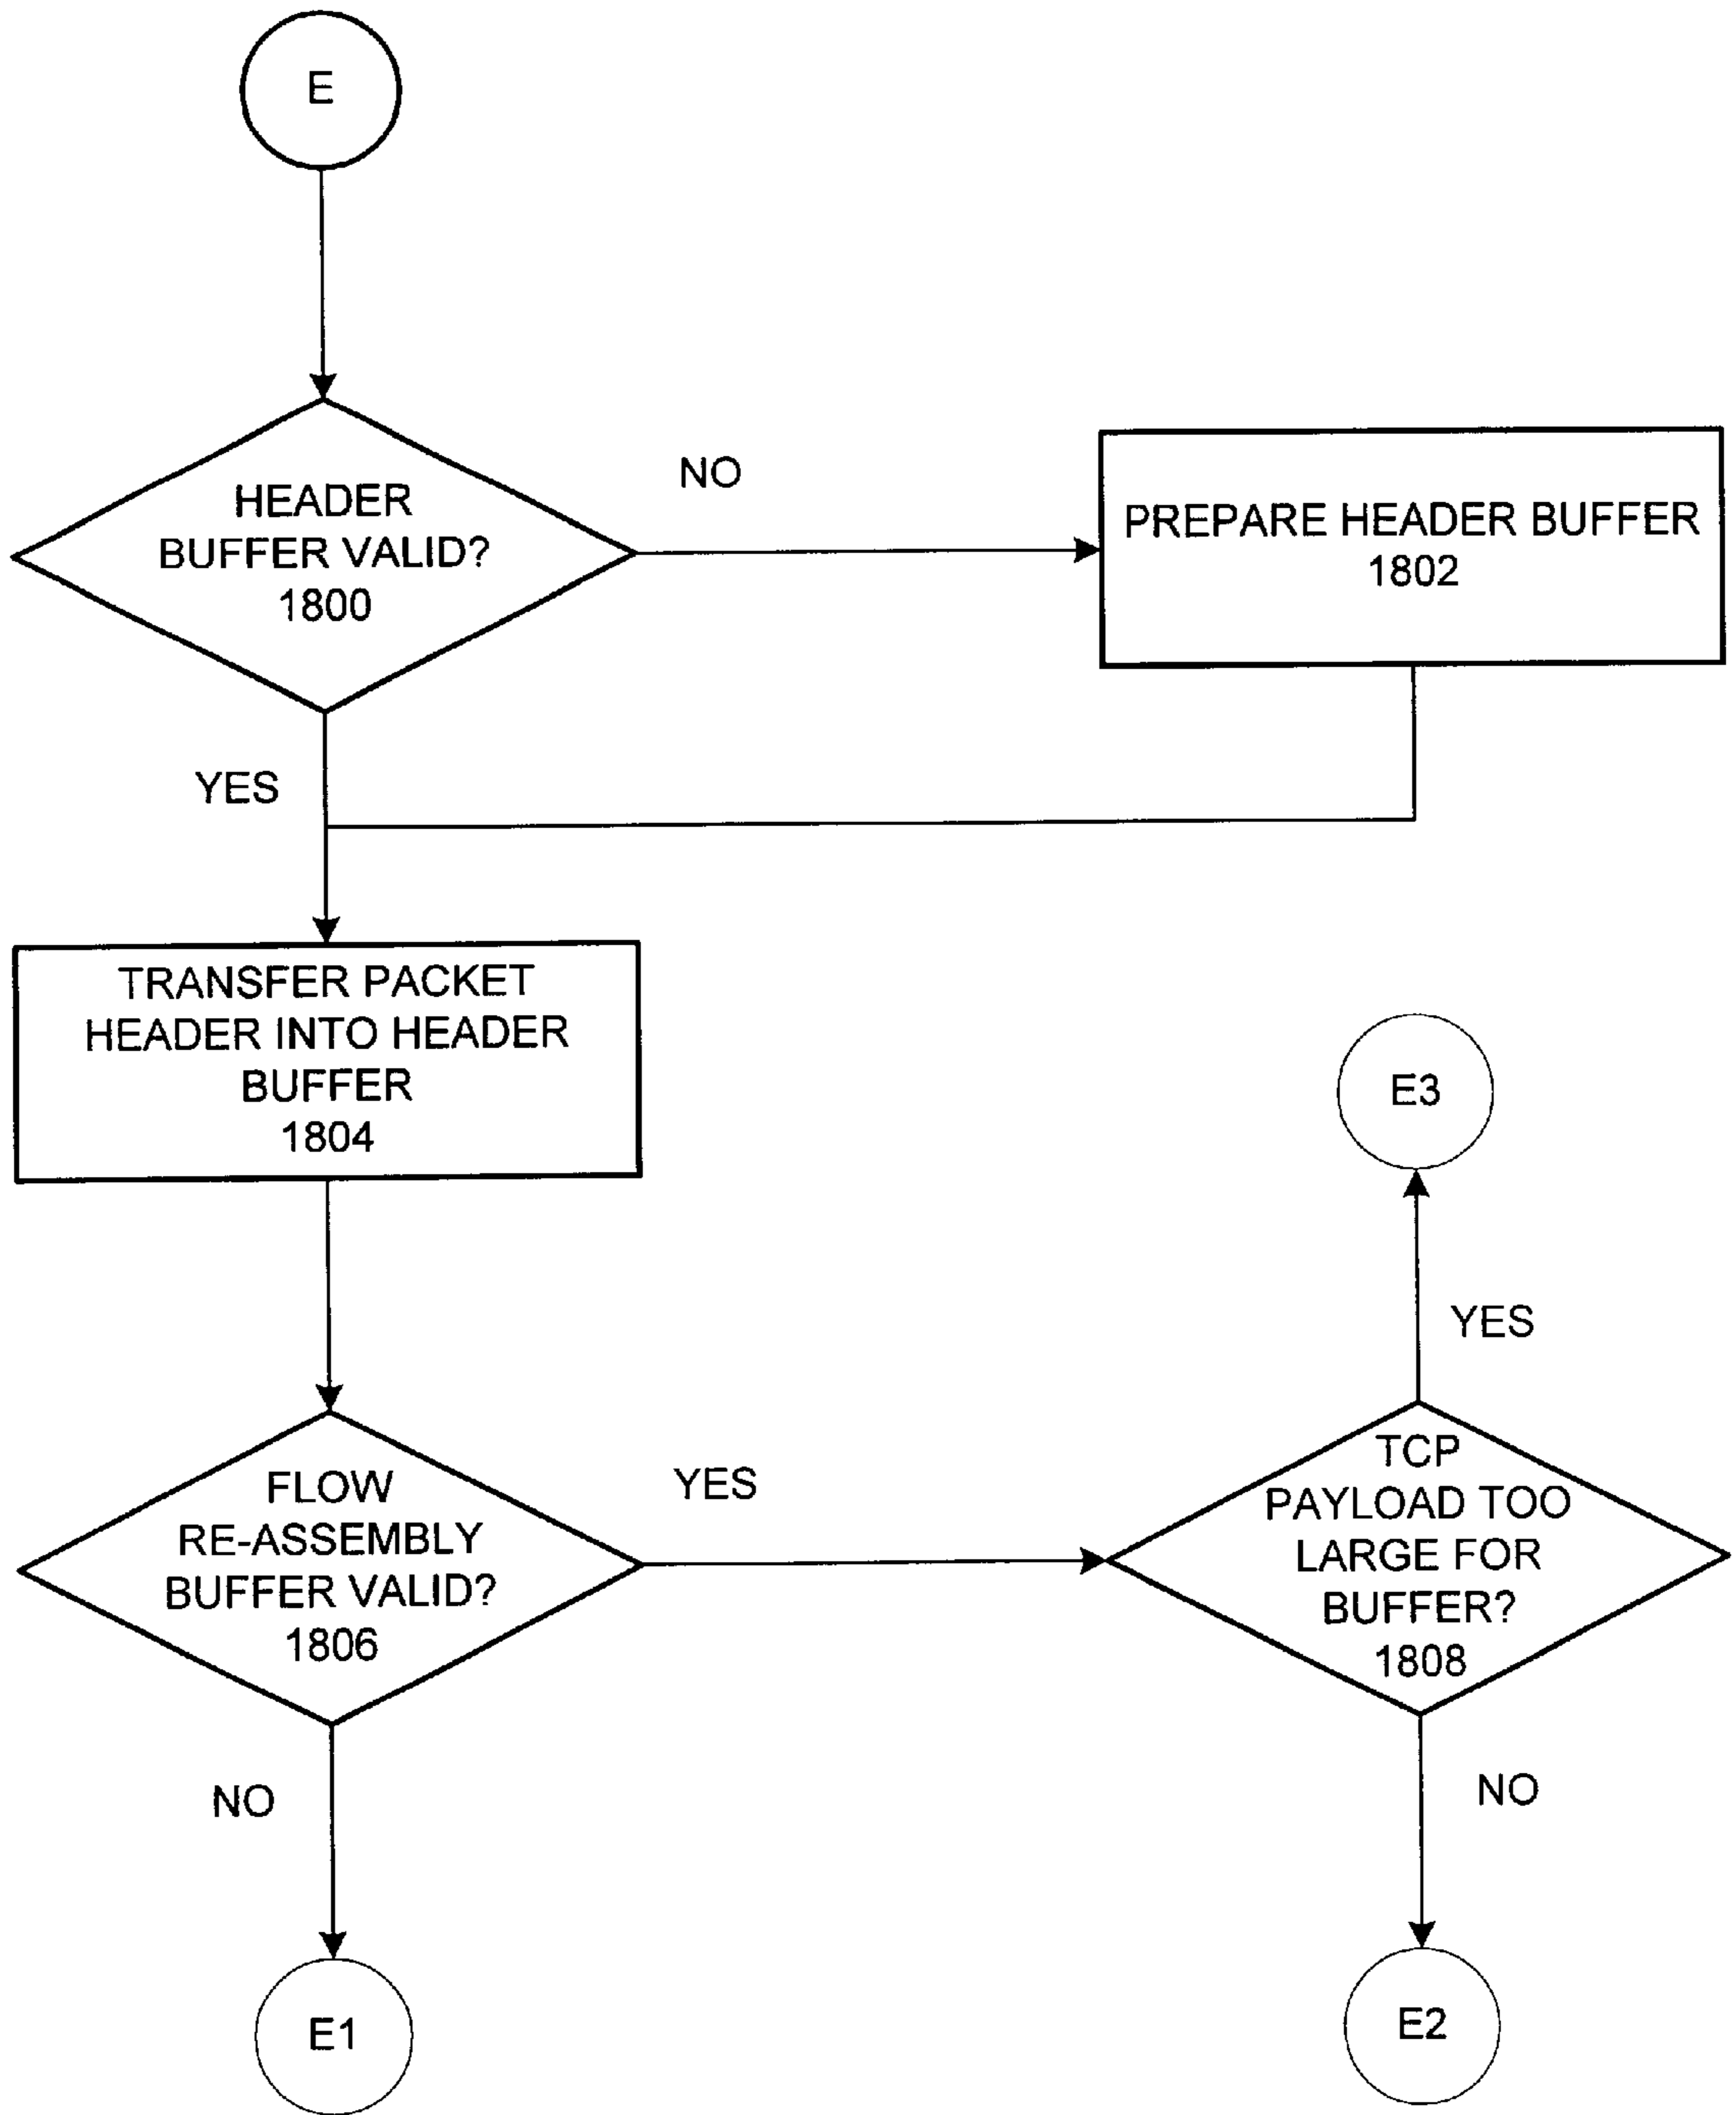 E
HEADER
BUFFER VALID?
1800
NO
PREPARE HEADER BUFFER
1802
YES
TRANSFER PACKET
HEADER INTO HEADER
BUFFER
1804
E3
YES
FLOW
RE-ASSEMBLY
BUFFER VALID?
1806
YES
TCP
PAYLOAD TOO
LARGE FOR
BUFFER?
1808
NO
NO
E1
E2